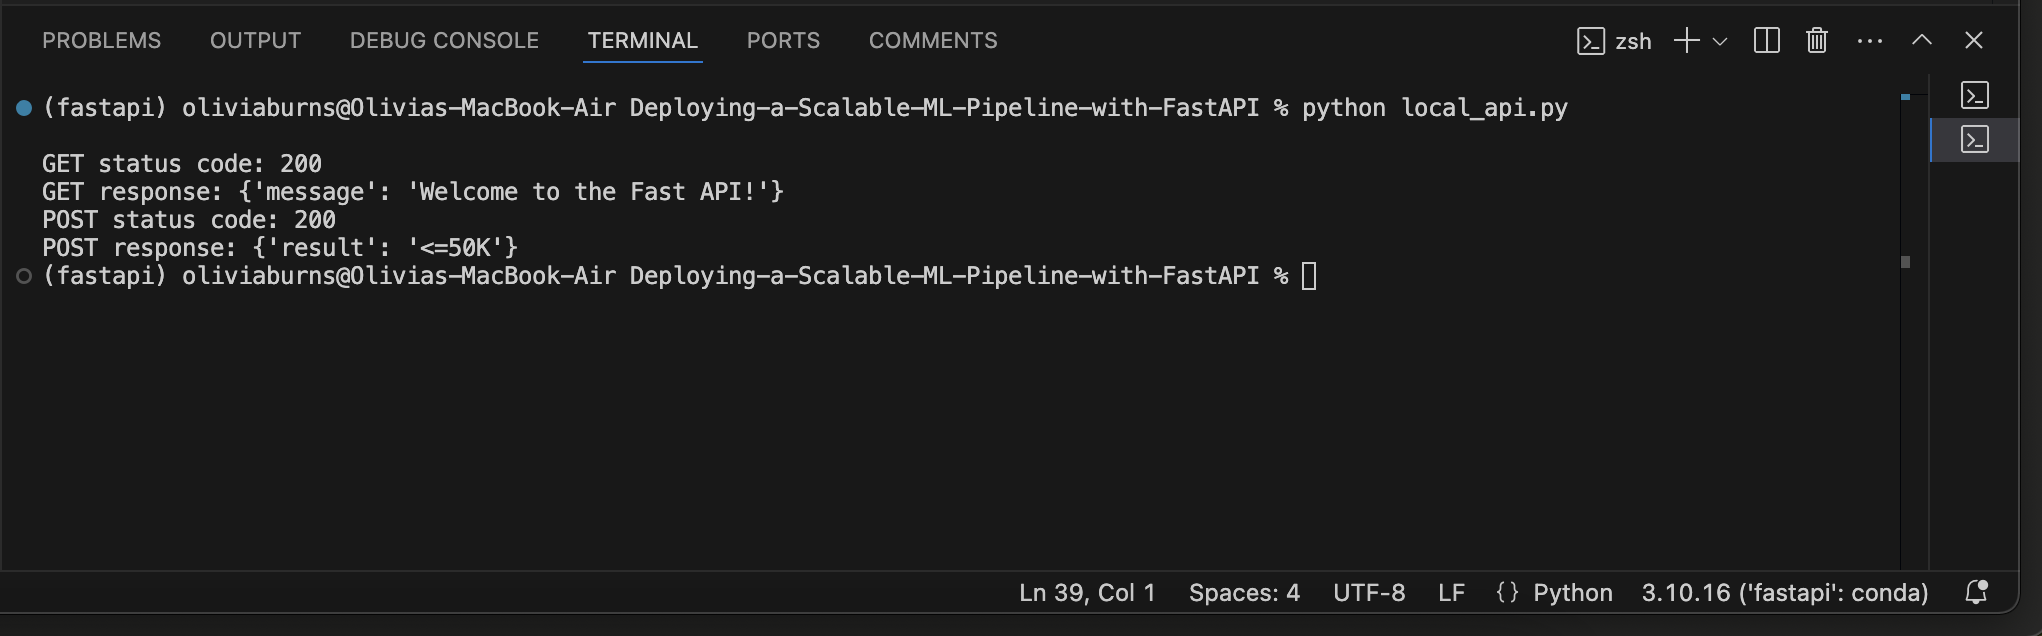 PROBLEMS OUTPUT DEBUG CONSOLE TERMINAL PORTS COMMENTS zsh
(fastapi) oliviaburns@Olivias-MacBook-Air Deploying-a-Scalable-ML-Pipeline-with-FastAPI % python local_api.py
GET status code: 200
GET response: {'message': 'Welcome to the Fast API!'}
POST status code: 200
POST response: {'result': '<=50K'}
(fastapi) oliviaburns@Olivias-MacBook-Air Deploying-a-Scalable-ML-Pipeline-with-FastAPI %
Ln 39, Col 1 Spaces: 4 UTF-8 LF {} Python 3.10.16 ('fastapi': conda)